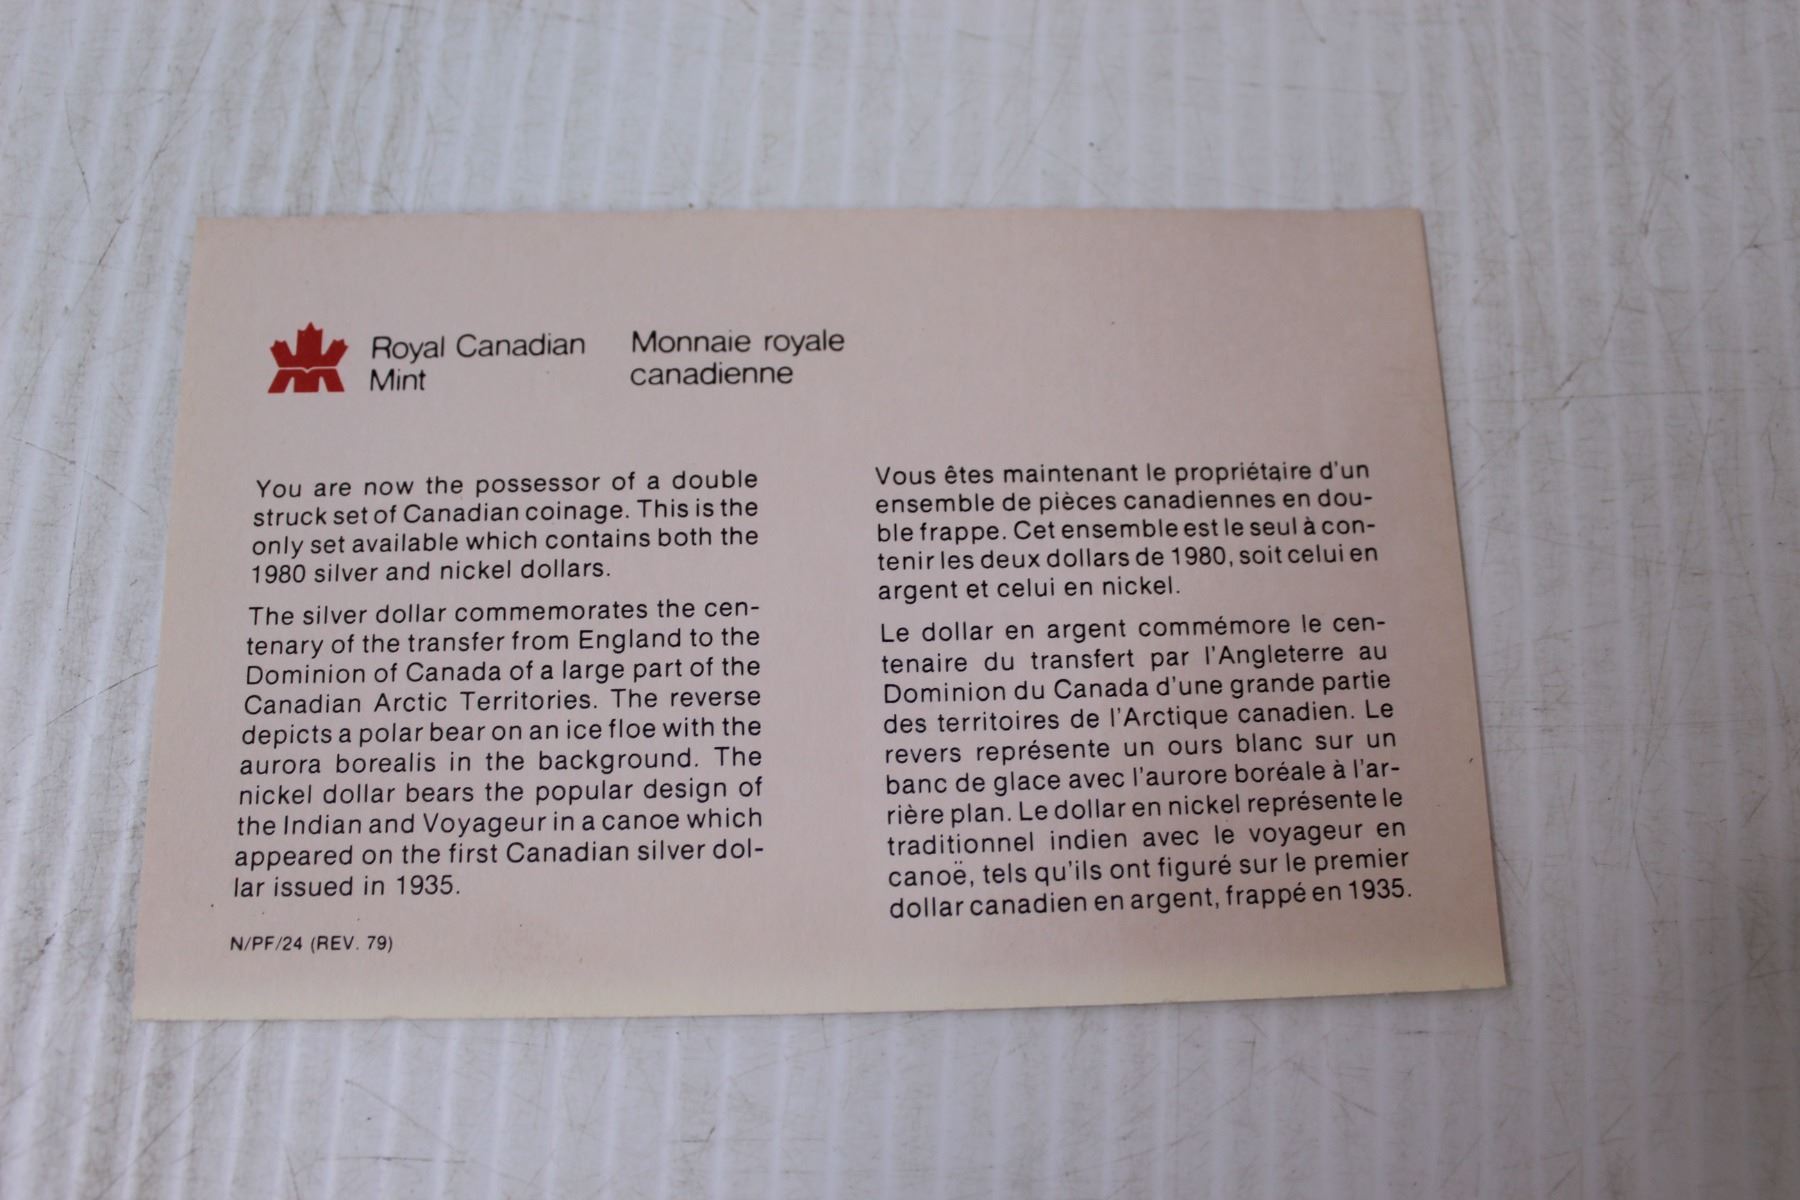 Royal Canadian
Mint
Monnaie royale
canadienne
You are now the possessor of a double
struck set of Canadian coinage. This is the
only set available which contains both the
1980 silver and nickel dollars.
The silver dollar commemorates the cen-
tenary of the transfer from England to the
Dominion of Canada of a large part of the
Canadian Arctic Territories. The reverse
depicts a polar bear on an ice floe with the
aurora borealis in the background. The
nickel dollar bears the popular design of
the Indian and Voyageur in a canoe which
appeared on the first Canadian silver dol-
lar issued in 1935.
N/PF/24 (REV. 79)
Vous êtes maintenant le propriétaire d'un
ensemble de pièces canadiennes en dou-
ble frappe. Cet ensemble est le seul à con-
tenir les deux dollars de 1980, soit celui en
argent et celui en nickel.
Le dollar en argent commémore le cen-
tenaire du transfert par l'Angleterre au
Dominion du Canada d'une grande partie
des territoires de l'Arctique canadien. Le
revers représente un ours blanc sur un
banc de glace avec l'aurore boréale à l'ar-
rière plan. Le dollar en nickel représente le
traditionnel indien avec le voyageur en
canoë, tels qu'ils ont figuré sur le premier
dollar canadien en argent, frappé en 1935.